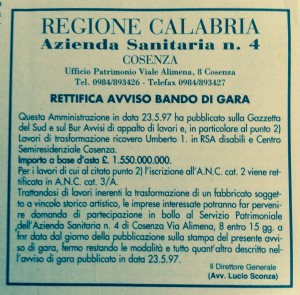 REGIONE CALABRIA
Azienda Sanitaria n. 4
COSENZA
Ufficio Patrimonio Viale Alimena, 8 Cosenza
Tel. 0984/893426 - Telefax 0984/893427
RETTIFICA AVVISO BANDO DI GARA
Questa Amministrazione in data 23.5.97 ha pubblicato sulla Gazzetta
del Sud e sul Bur Avvisi di appalto di lavori e, in particolare al punto 2)
Lavori di trasformazione ricovero Umberto 1. in RSA disabili e Centro
Semiresidenziale Cosenza.
Importo a base d'asta £. 1.550.000.000.
Per i lavori di cui al citato punto 2) l'iscrizione all'A.N.C. cat. 2 viene ret-
tificata in A.N.C. cat. 3/A.
Trattandosi di lavori inerenti la trasformazione di un fabbricato sogget-
to a vincolo storico artistico, le imprese interessate potranno far per-
venire domanda di partecipazione in bollo al Servizio Patrimoniale
dell'Azienda Sanitaria n. 4 di Cosenza Via Alimena, 8 entro 15 gg. a
far data dal giorno della pubblicazione sulla stampa del presente avvi-
so di gara, fermo restando le modalità e tutto quant'altro descritto nel-
l'avviso pubblicato in data 23.5.97.
Il Direttore Generale
(Avv. Lucio Sconza)